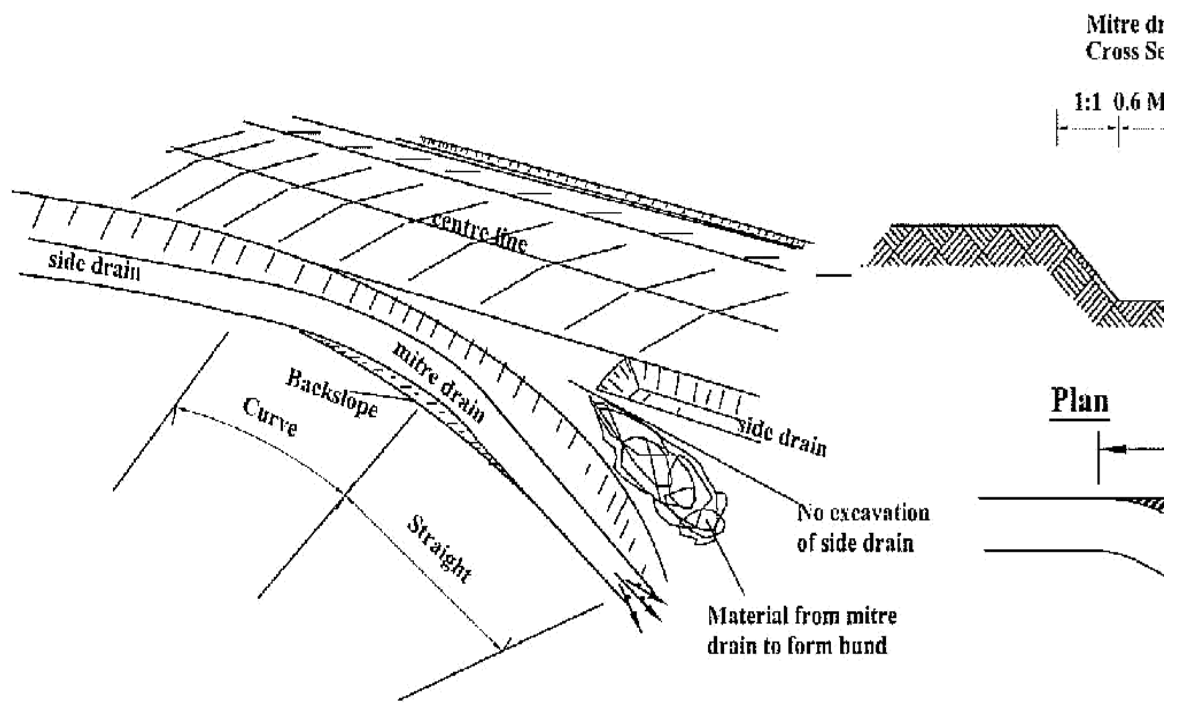 Mitre dr
Cross Se
1:1 0.6 M
centre line
side drain
mitre drain
Backslope
Curve
Straight
side drain
Plan
No excavation
of side drain
Material from mitre
drain to form bund